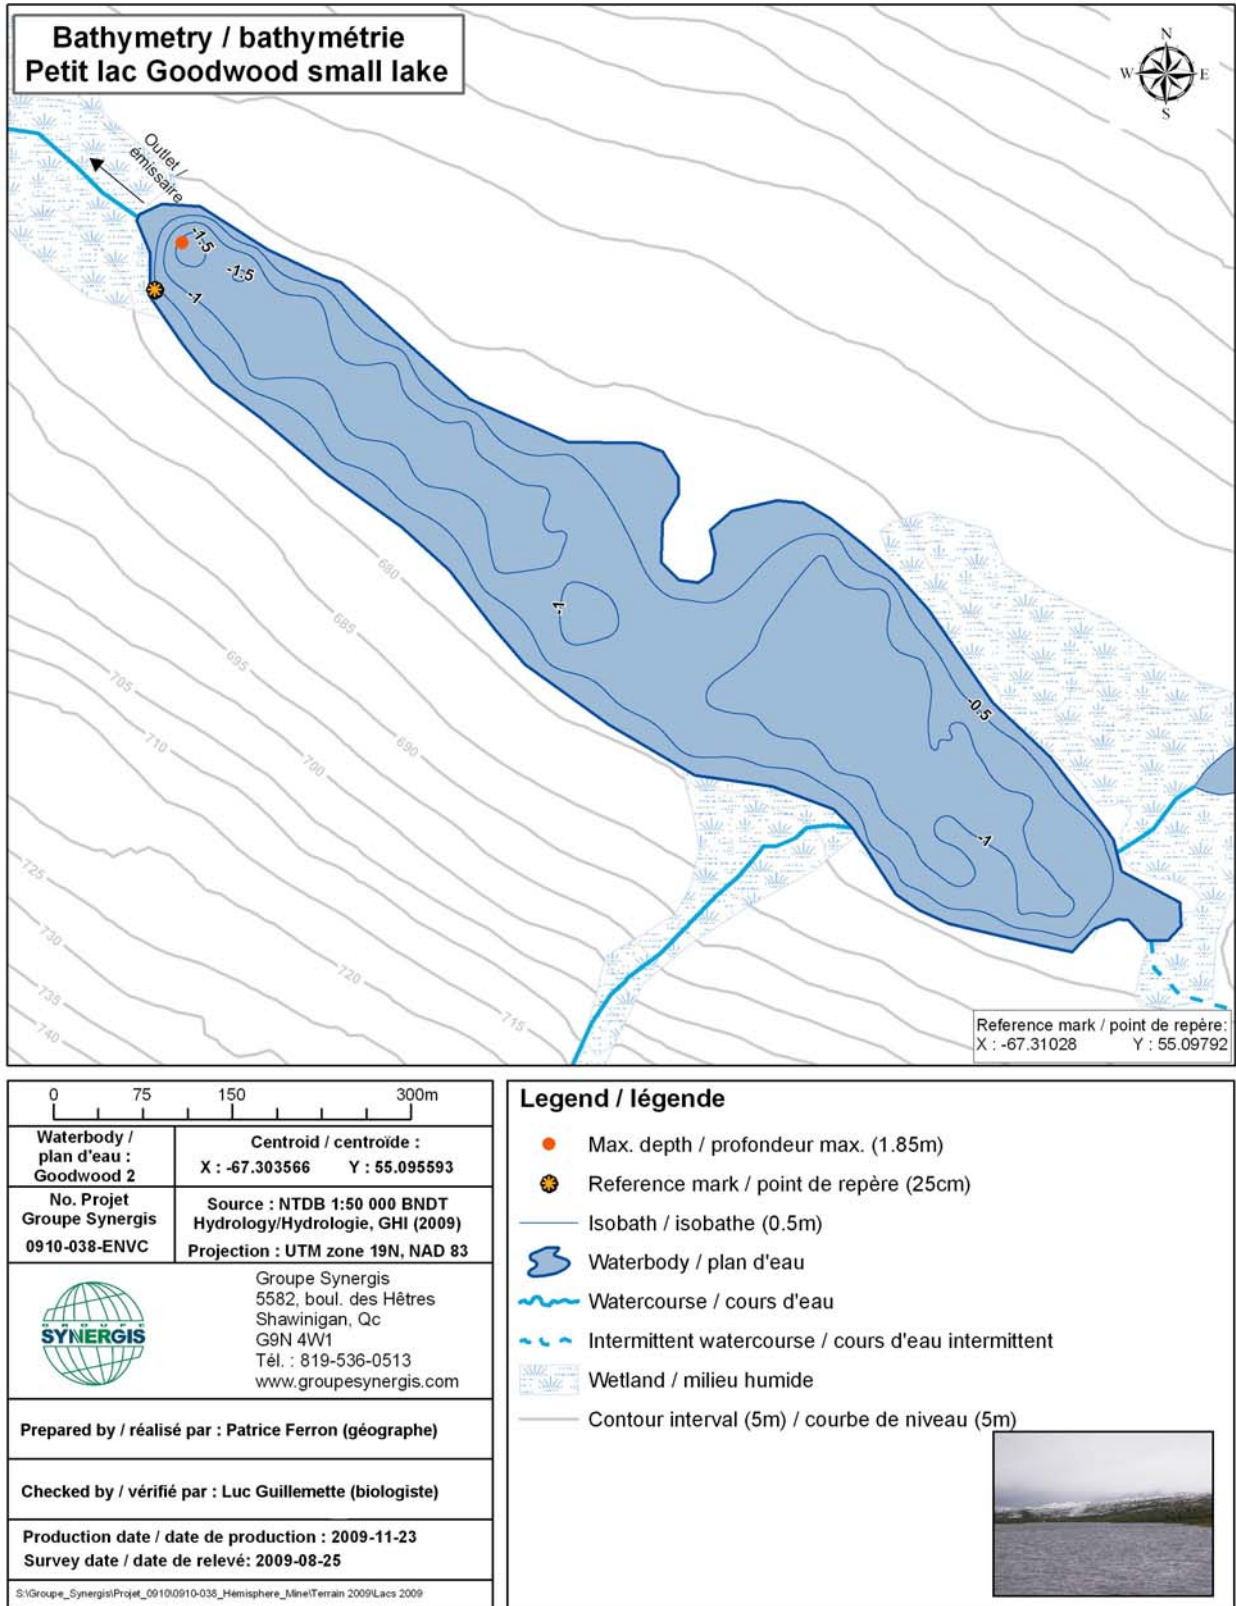 Bathymetry / bathymétrie
Petit lac Goodwood small lake
N
W
E
S
Outlet /
émissaire
-1.5
-1.5
-1
-1
-0.5
-1
680
685
695
705
710
700
690
725
730
735
740
720
715
Reference mark / point de repère:
X : -67.31028 Y : 55.09792
0 75 150 300m
Waterbody /
plan d'eau :
Goodwood 2
Centroid / centroïde :
X : -67.303566 Y : 55.095593
No. Projet
Groupe Synergis
0910-038-ENVC
Source : NTDB 1:50 000 BNDT
Hydrology/Hydrologie, GHI (2009)
Projection : UTM zone 19N, NAD 83
GROUPE
SYNERGIS
Groupe Synergis
5582, boul. des Hêtres
Shawinigan, Qc
G9N 4W1
Tél. : 819-536-0513
www.groupesynergis.com
Prepared by / réalisé par : Patrice Ferron (géographe)
Checked by / vérifié par : Luc Guillemette (biologiste)
Production date / date de production : 2009-11-23
Survey date / date de relevé: 2009-08-25
S:\Groupe_Synergis\Projet_0910\0910-038_Hemisphere_Mine\Terrain 2009\Lacs 2009
Legend / légende
Max. depth / profondeur max. (1.85m)
Reference mark / point de repère (25cm)
Isobath / isobathe (0.5m)
Waterbody / plan d'eau
Watercourse / cours d'eau
Intermittent watercourse / cours d'eau intermittent
Wetland / milieu humide
Contour interval (5m) / courbe de niveau (5m)